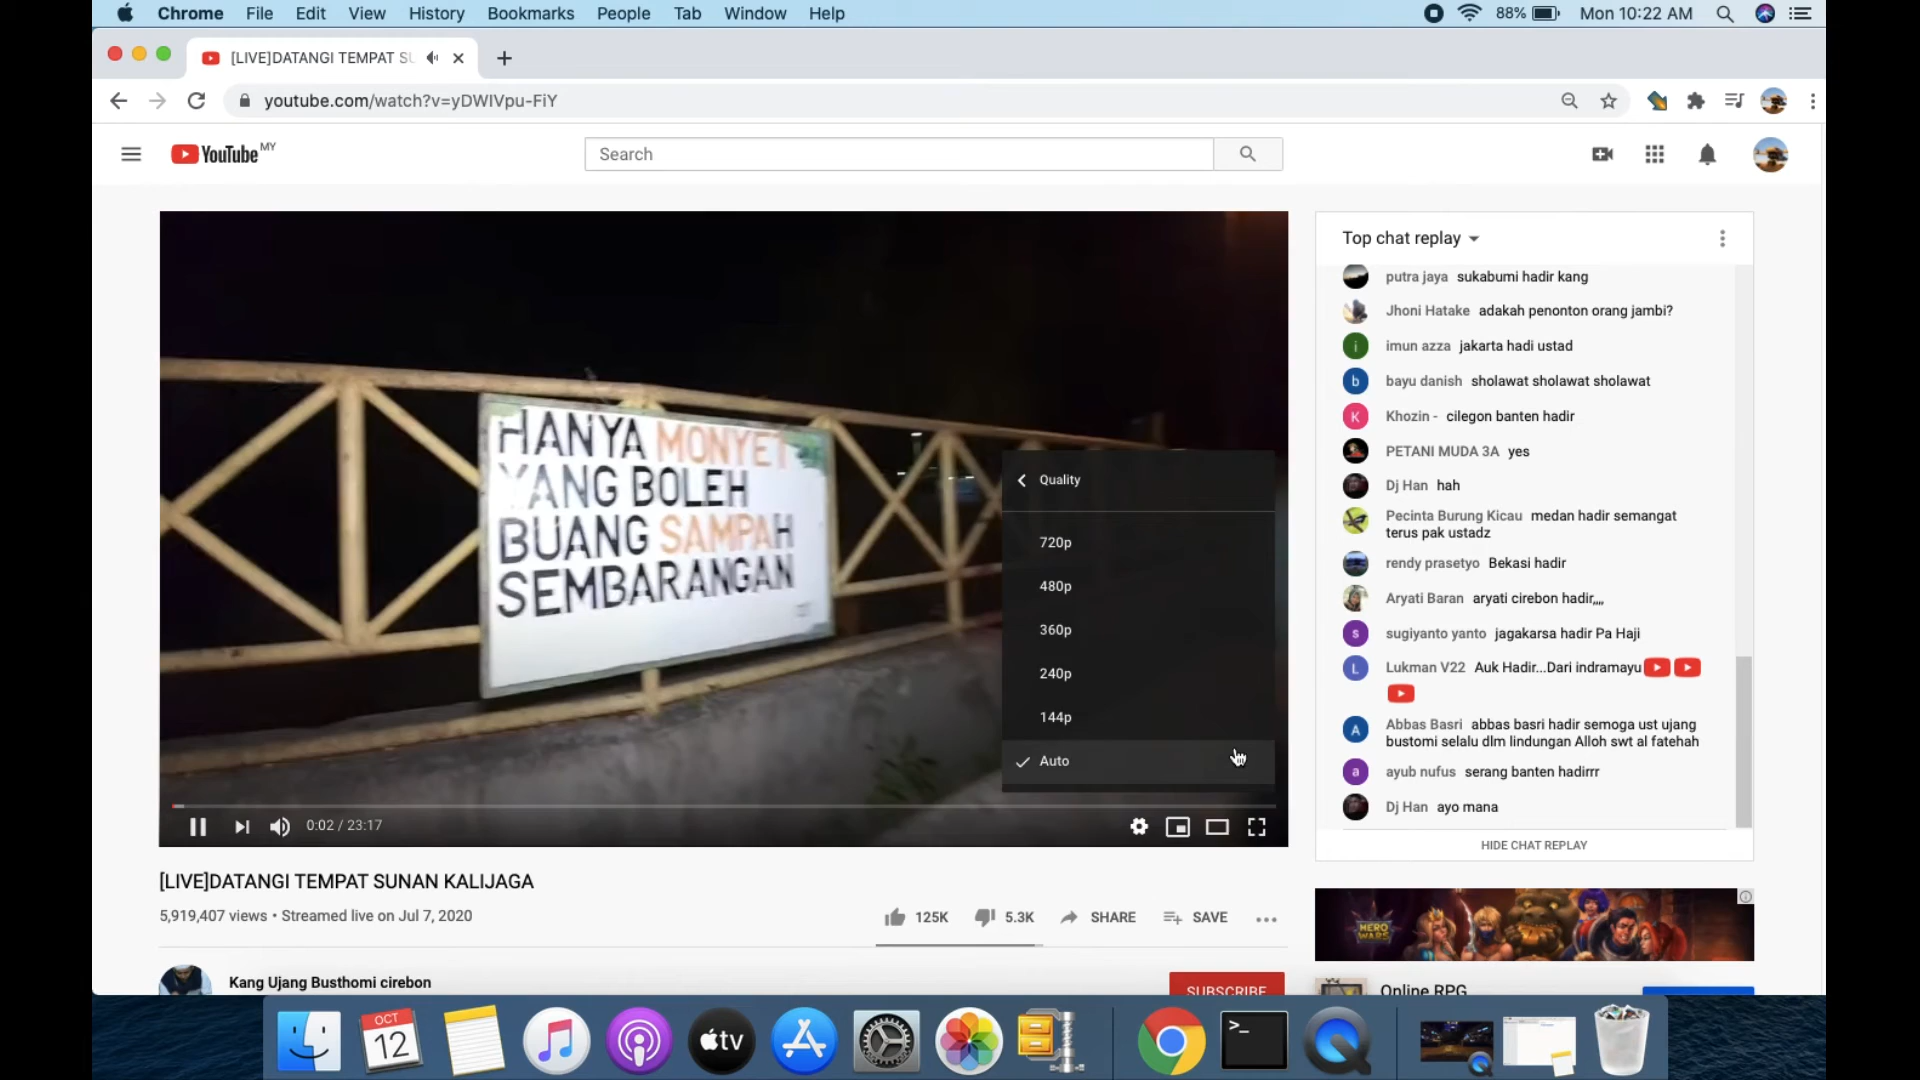 Chrome File Edit View History Bookmarks People Tab Window Help 88% Mon 10:22 AM
[LIVE]DATANGI TEMPAT SU
youtube.com/watch?v=yDWIVpu-FiY
YouTube MY
Search
HANYA MONYET
YANG BOLEH
BUANG SAMPAH
SEMBARANGAN
Quality
720p
480p
360p
240p
144p
Auto
0:02 / 23:17
[LIVE]DATANGI TEMPAT SUNAN KALIJAGA
5,919,407 views • Streamed live on Jul 7, 2020
125K 5.3K SHARE SAVE
Kang Ujang Busthomi cirebon
SUBSCRIBE
Top chat replay
putra jaya sukabumi hadir kang
Jhoni Hatake adakah penonton orang jambi?
i imun azza jakarta hadi ustad
b bayu danish sholawat sholawat sholawat
K Khozin - cilegon banten hadir
PETANI MUDA 3A yes
Dj Han hah
Pecinta Burung Kicau medan hadir semangat
terus pak ustadz
rendy prasetyo Bekasi hadir
Aryati Baran aryati cirebon hadir,,,,
s sugiyanto yanto jagakarsa hadir Pa Haji
L Lukman V22 Auk Hadir...Dari indramayu
A Abbas Basri abbas basri hadir semoga ust ujang
bustomi selalu dlm lindungan Alloh swt al fatehah
a ayub nufus serang banten hadirrr
Dj Han ayo mana
HIDE CHAT REPLAY
HERO
WARS
Online RPG
OCT
12
tv
>_